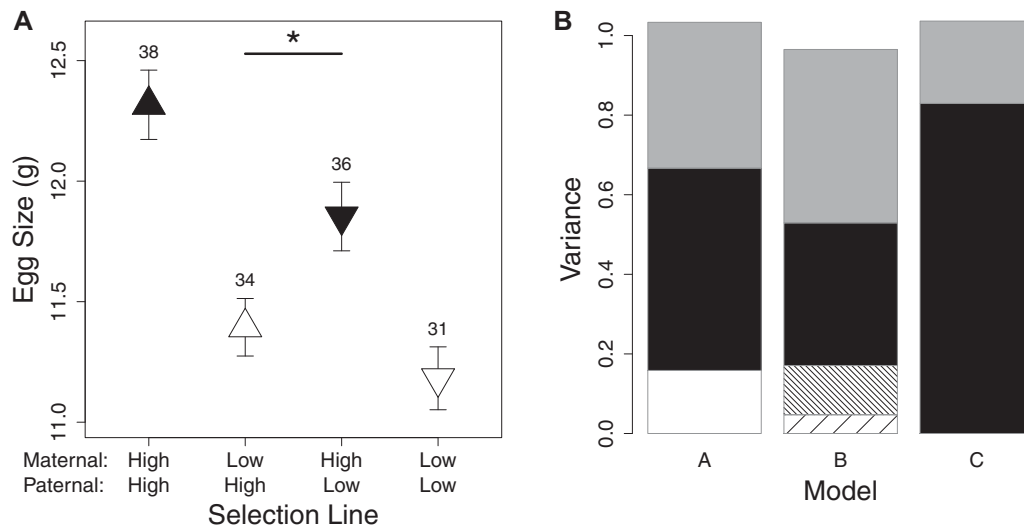 A
12.5
12.0
11.5
11.0
Egg Size (g)
38
34
36
31
*
Maternal: High Low High Low
Paternal: High High Low Low
Selection Line
B
1.0
0.8
0.6
0.4
0.2
0.0
Variance
A B C
Model